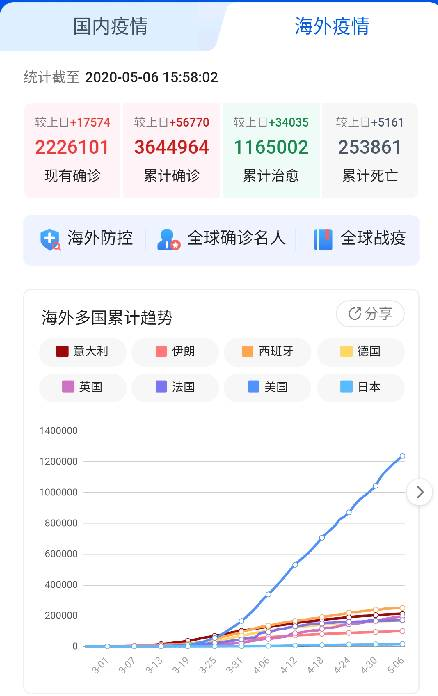 国内疫情 海外疫情
统计截至 2020-05-06 15:58:02
较上日+17574 较上日+56770 较上日+34035 较上日+5161
2226101 3644964 1165002 253861
现有确诊 累计确诊 累计治愈 累计死亡
海外防控 全球确诊名人 全球战疫
海外多国累计趋势 分享
意大利 伊朗 西班牙 德国
英国 法国 美国 日本
1400000
1200000
1000000
800000
600000
400000
200000
0
3-01 3-07 3-13 3-19 3-25 3-31 4-06 4-12 4-18 4-24 4-30 5-06